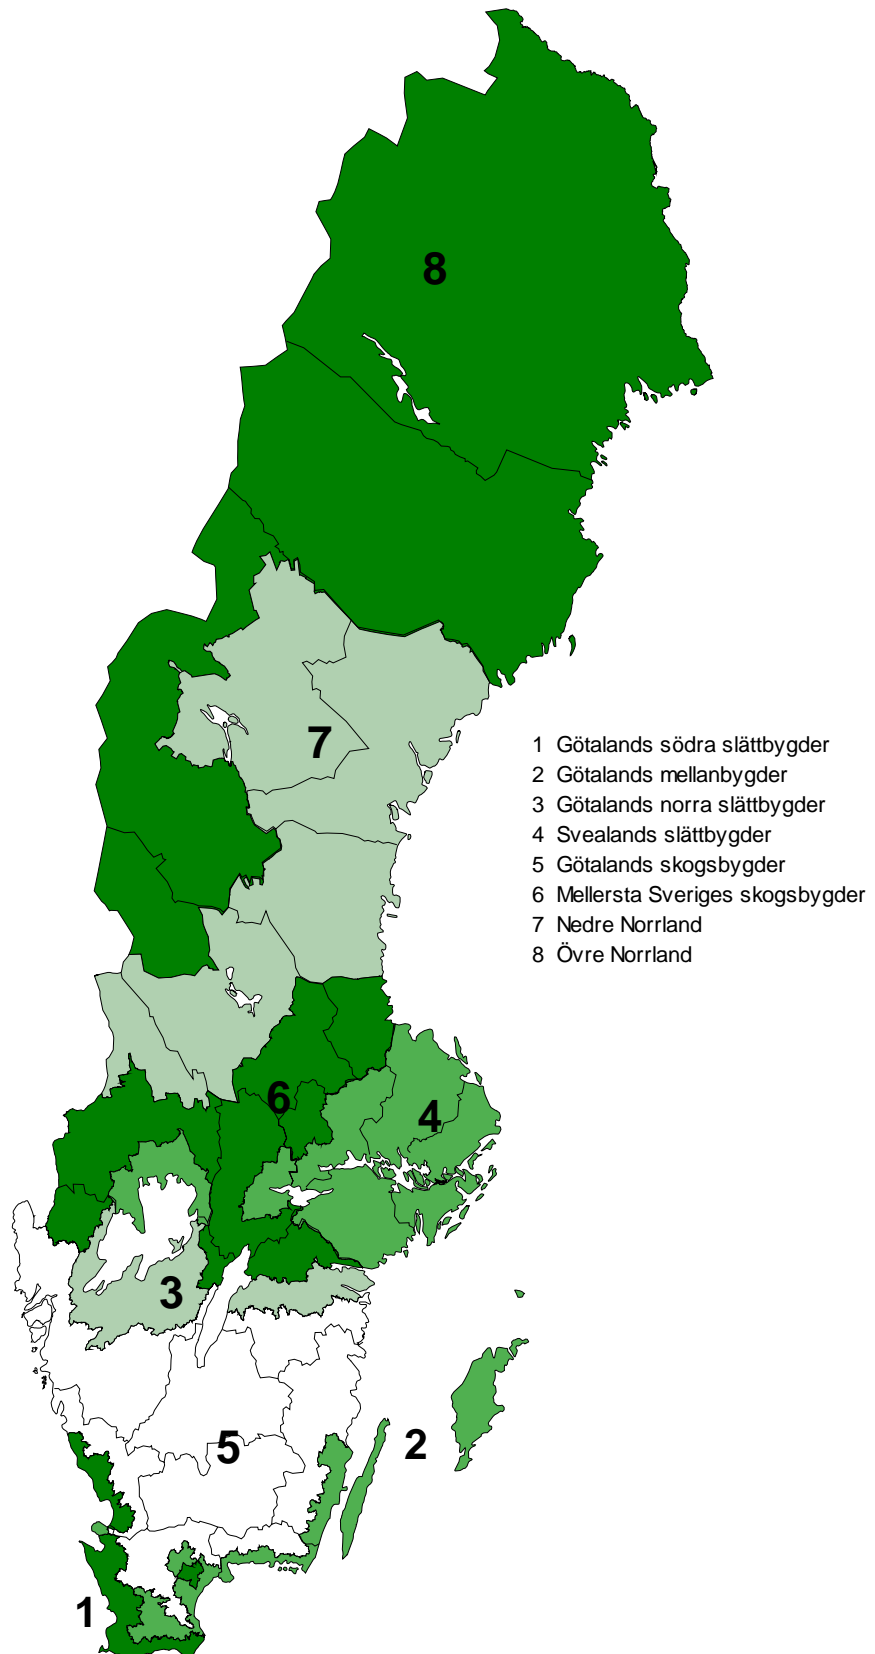 8
7
1 Götalands södra slättbygder
2 Götalands mellanbygder
3 Götalands norra slättbygder
4 Svealands slättbygder
5 Götalands skogsbygder
6 Mellersta Sveriges skogsbygder
7 Nedre Norrland
8 Övre Norrland
6
4
3
2
5
1